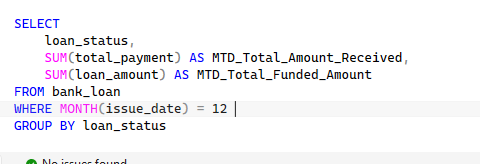 SELECT
    loan_status,
    SUM(total_payment) AS MTD_Total_Amount_Received,
    SUM(loan_amount) AS MTD_Total_Funded_Amount
FROM bank_loan
WHERE MONTH(issue_date) = 12
GROUP BY loan_status
No issues found